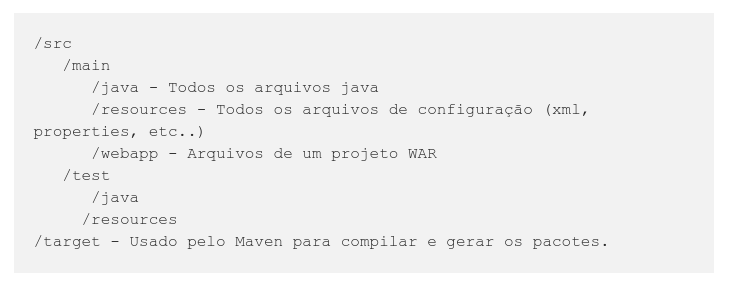 /src
   /main
      /java - Todos os arquivos java
      /resources - Todos os arquivos de configuração (xml,
properties, etc..)
      /webapp - Arquivos de um projeto WAR
   /test
      /java
     /resources
/target - Usado pelo Maven para compilar e gerar os pacotes.